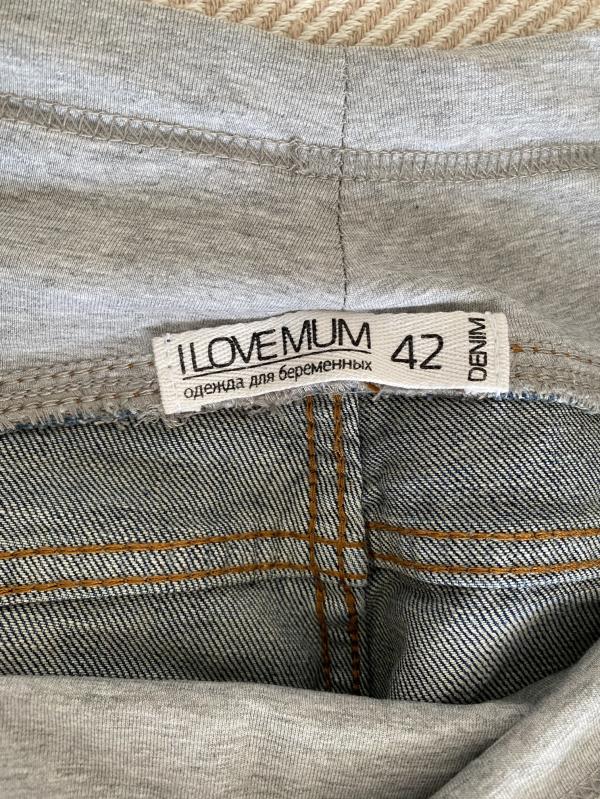 I LOVE MUM
одежда для беременных
42
DENIM